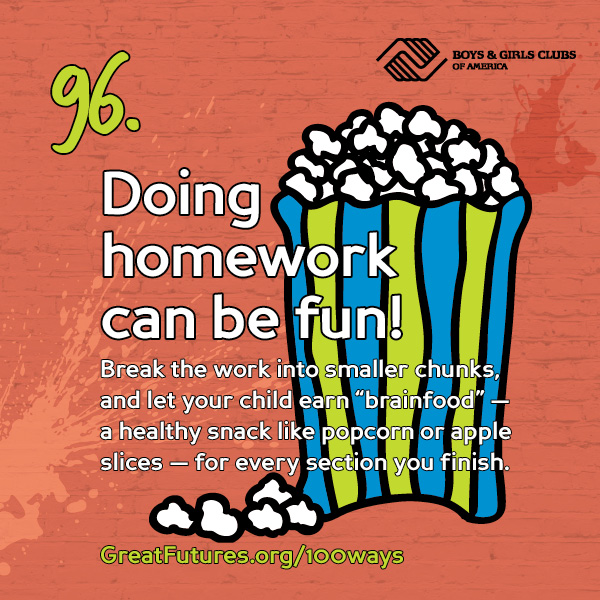 96.
BOYS & GIRLS CLUBS
OF AMERICA
Doing
homework
can be fun!
Break the work into smaller chunks,
and let your child earn “brainfood” —
a healthy snack like popcorn or apple
slices — for every section you finish.
GreatFutures.org/100ways